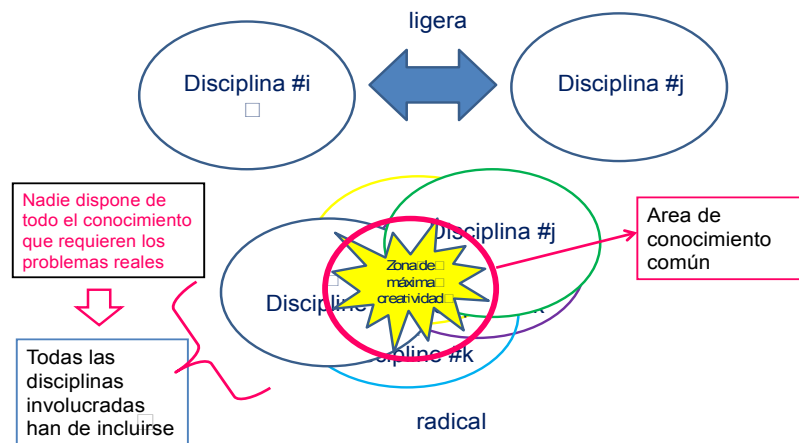 ligera
Disciplina #i
Disciplina #j
Nadie dispone de
todo el conocimiento
que requieren los
problemas reales
Disciplina #j
Area de
conocimiento
común
Zona de
máxima
creatividad
Discipline
#k
Todas las
disciplinas
involucradas
han de incluirse
radical